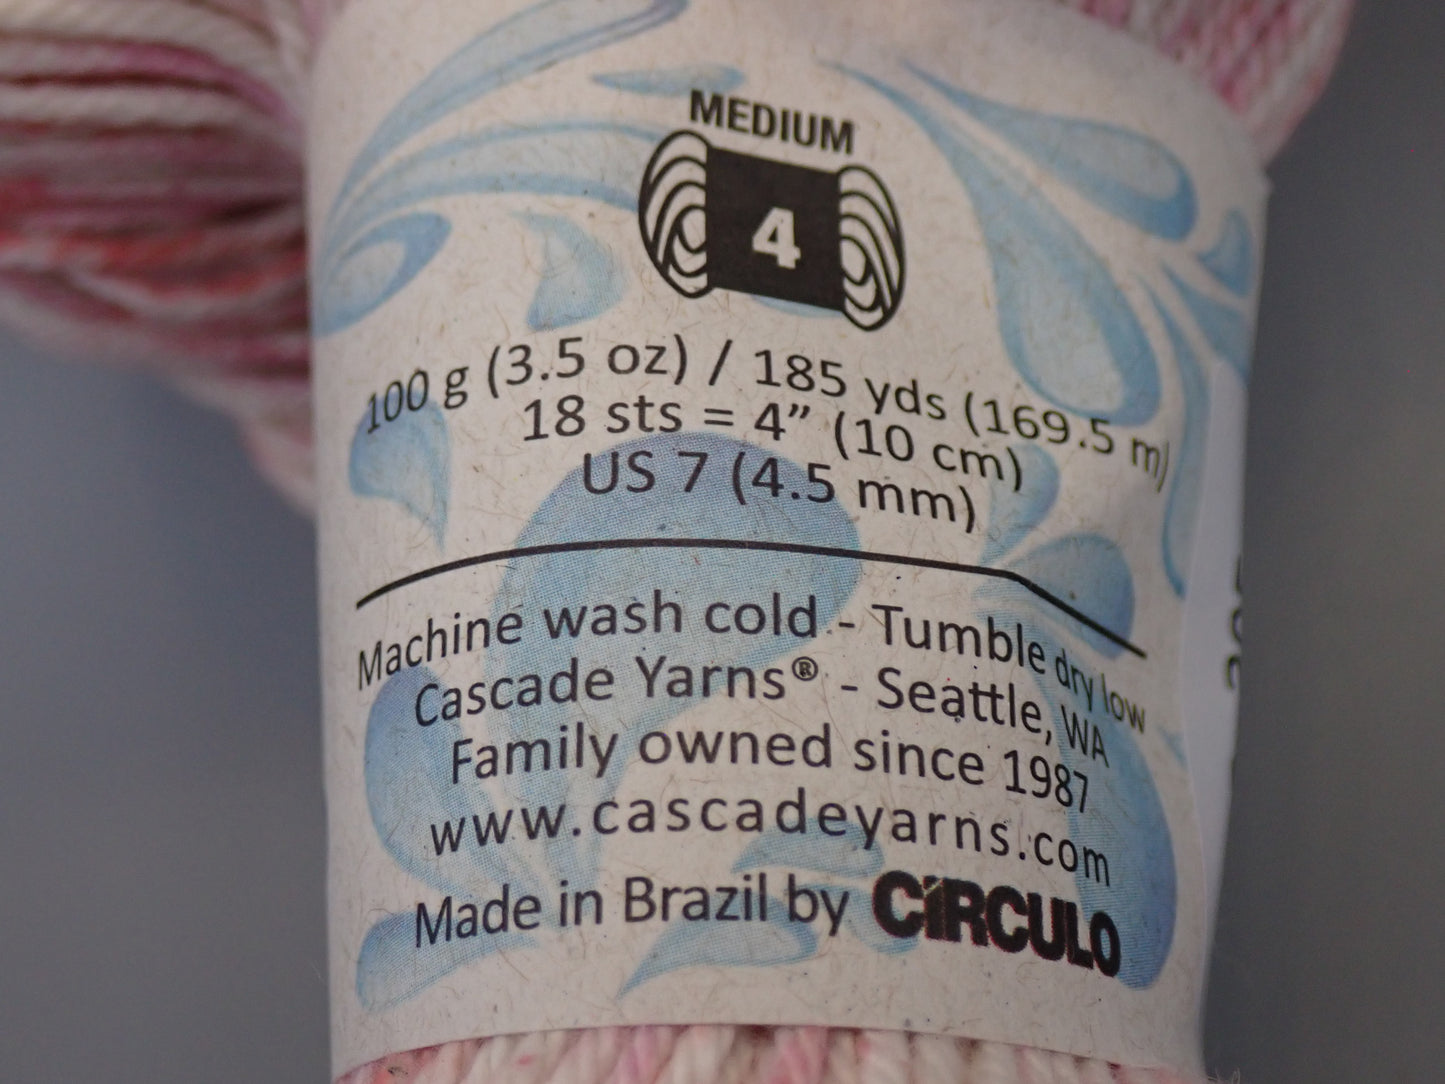 MEDIUM
4
100 g (3.5 oz) / 185 yds (169.5 m)
18 sts = 4” (10 cm)
US 7 (4.5 mm)
Machine wash cold - Tumble dry low
Cascade Yarns® - Seattle, WA
Family owned since 1987
www.cascadeyarns.com
Made in Brazil by CÍRCULO